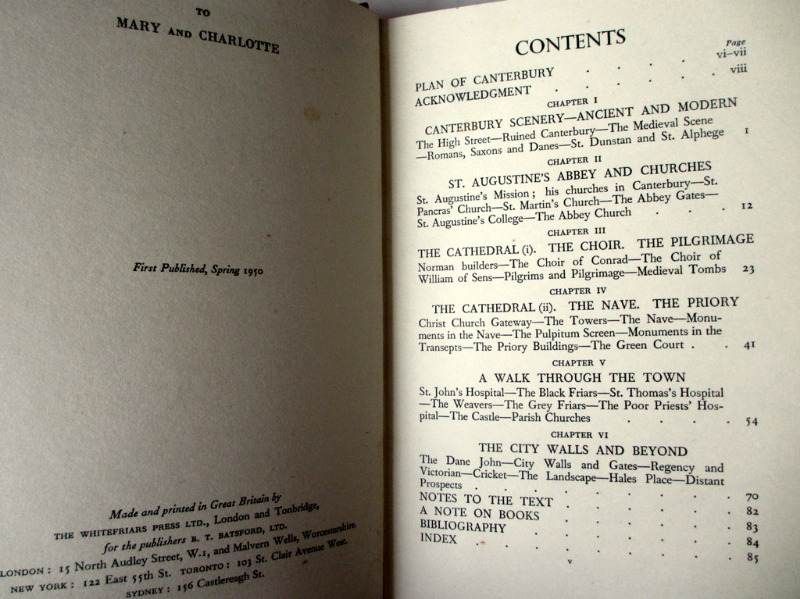 TO
MARY AND CHARLOTTE
First Published, Spring 1950
Made and printed in Great Britain by
THE WHITEFRIARS PRESS LTD., London and Tonbridge,
for the publishers B. T. BATSFORD, LTD.
LONDON : 15 North Audley Street, W.1, and Malvern Wells, Worcestershire
NEW YORK : 122 East 55th St. TORONTO : 103 St. Clair Avenue West.
SYDNEY : 156 Castlereagh St.
CONTENTS
Page
PLAN OF CANTERBURY . . . . vi-vii
ACKNOWLEDGMENT . . . . . viii
CHAPTER I
CANTERBURY SCENERY—ANCIENT AND MODERN
The High Street—Ruined Canterbury—The Medieval Scene
—Romans, Saxons and Danes—St. Dunstan and St. Alphege 1
CHAPTER II
ST. AUGUSTINE'S ABBEY AND CHURCHES
St. Augustine's Mission ; his churches in Canterbury—St.
Pancras' Church—St. Martin's Church—The Abbey Gates—
St. Augustine's College—The Abbey Church . . . 12
CHAPTER III
THE CATHEDRAL (i). THE CHOIR. THE PILGRIMAGE
Norman builders—The Choir of Conrad—The Choir of
William of Sens—Pilgrims and Pilgrimage—Medieval Tombs 23
CHAPTER IV
THE CATHEDRAL (ii). THE NAVE. THE PRIORY
Christ Church Gateway—The Towers—The Nave—Monu-
ments in the Nave—The Pulpitum Screen—Monuments in the
Transepts—The Priory Buildings—The Green Court . . 41
CHAPTER V
A WALK THROUGH THE TOWN
St. John's Hospital—The Black Friars—St. Thomas's Hospital
—The Weavers—The Grey Friars—The Poor Priests' Hos-
pital—The Castle—Parish Churches . . . . 54
CHAPTER VI
THE CITY WALLS AND BEYOND
The Dane John—City Walls and Gates—Regency and
Victorian—Cricket—The Landscape—Hales Place—Distant
Prospects . . . . . . . . 70
NOTES TO THE TEXT . . . . . 82
A NOTE ON BOOKS . . . . . 83
BIBLIOGRAPHY . . . . . . 84
INDEX . . . . . . . . 85
v